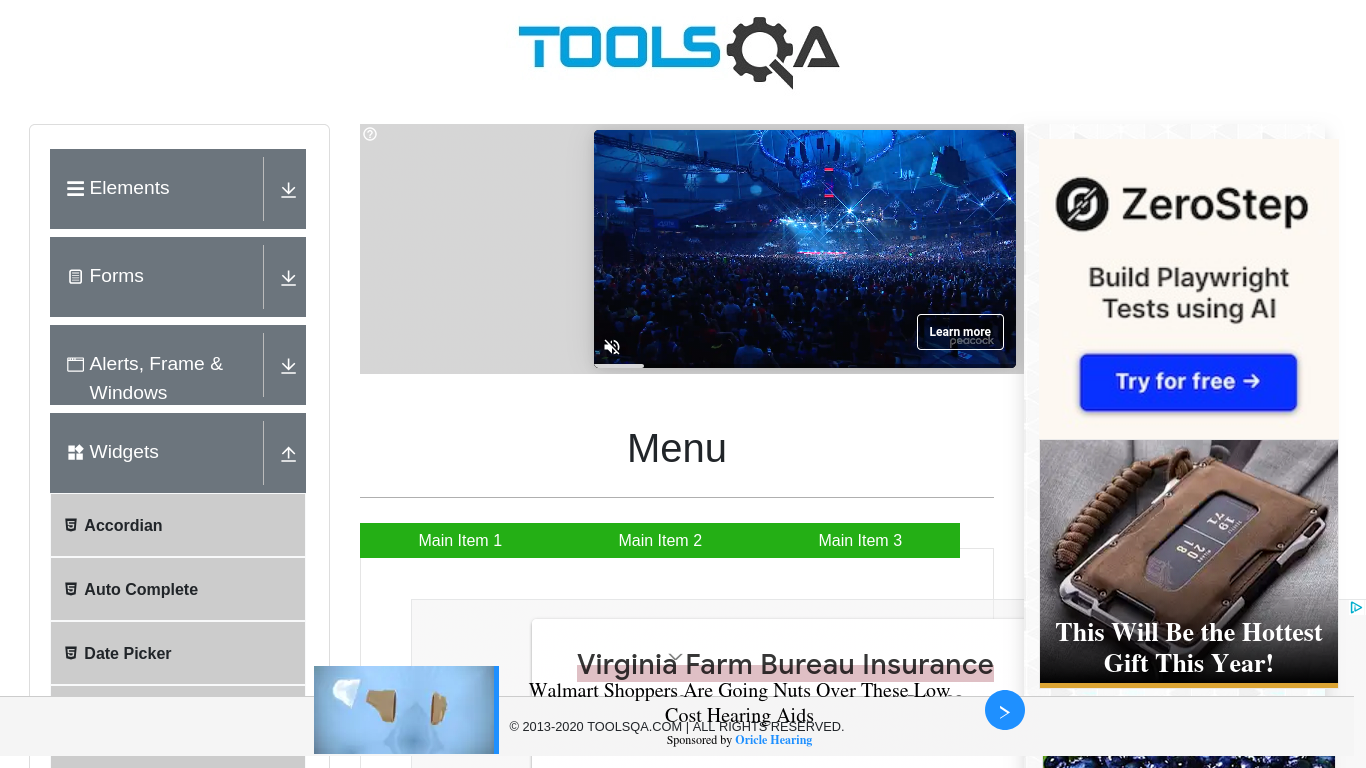 TOOLSQA
Elements
Forms
Alerts, Frame &
Windows
Widgets
Accordian
Auto Complete
Date Picker
Learn more
peacock
Menu
Main Item 1
Main Item 2
Main Item 3
ZeroStep
Build Playwright
Tests using AI
Try for free →
This Will Be the Hottest
Gift This Year!
Virginia Farm Bureau Insurance
Walmart Shoppers Are Going Nuts Over These Low
Cost Hearing Aids
© 2013-2020 TOOLSQA.COM | ALL RIGHTS RESERVED.
Sponsored by Oricle Hearing